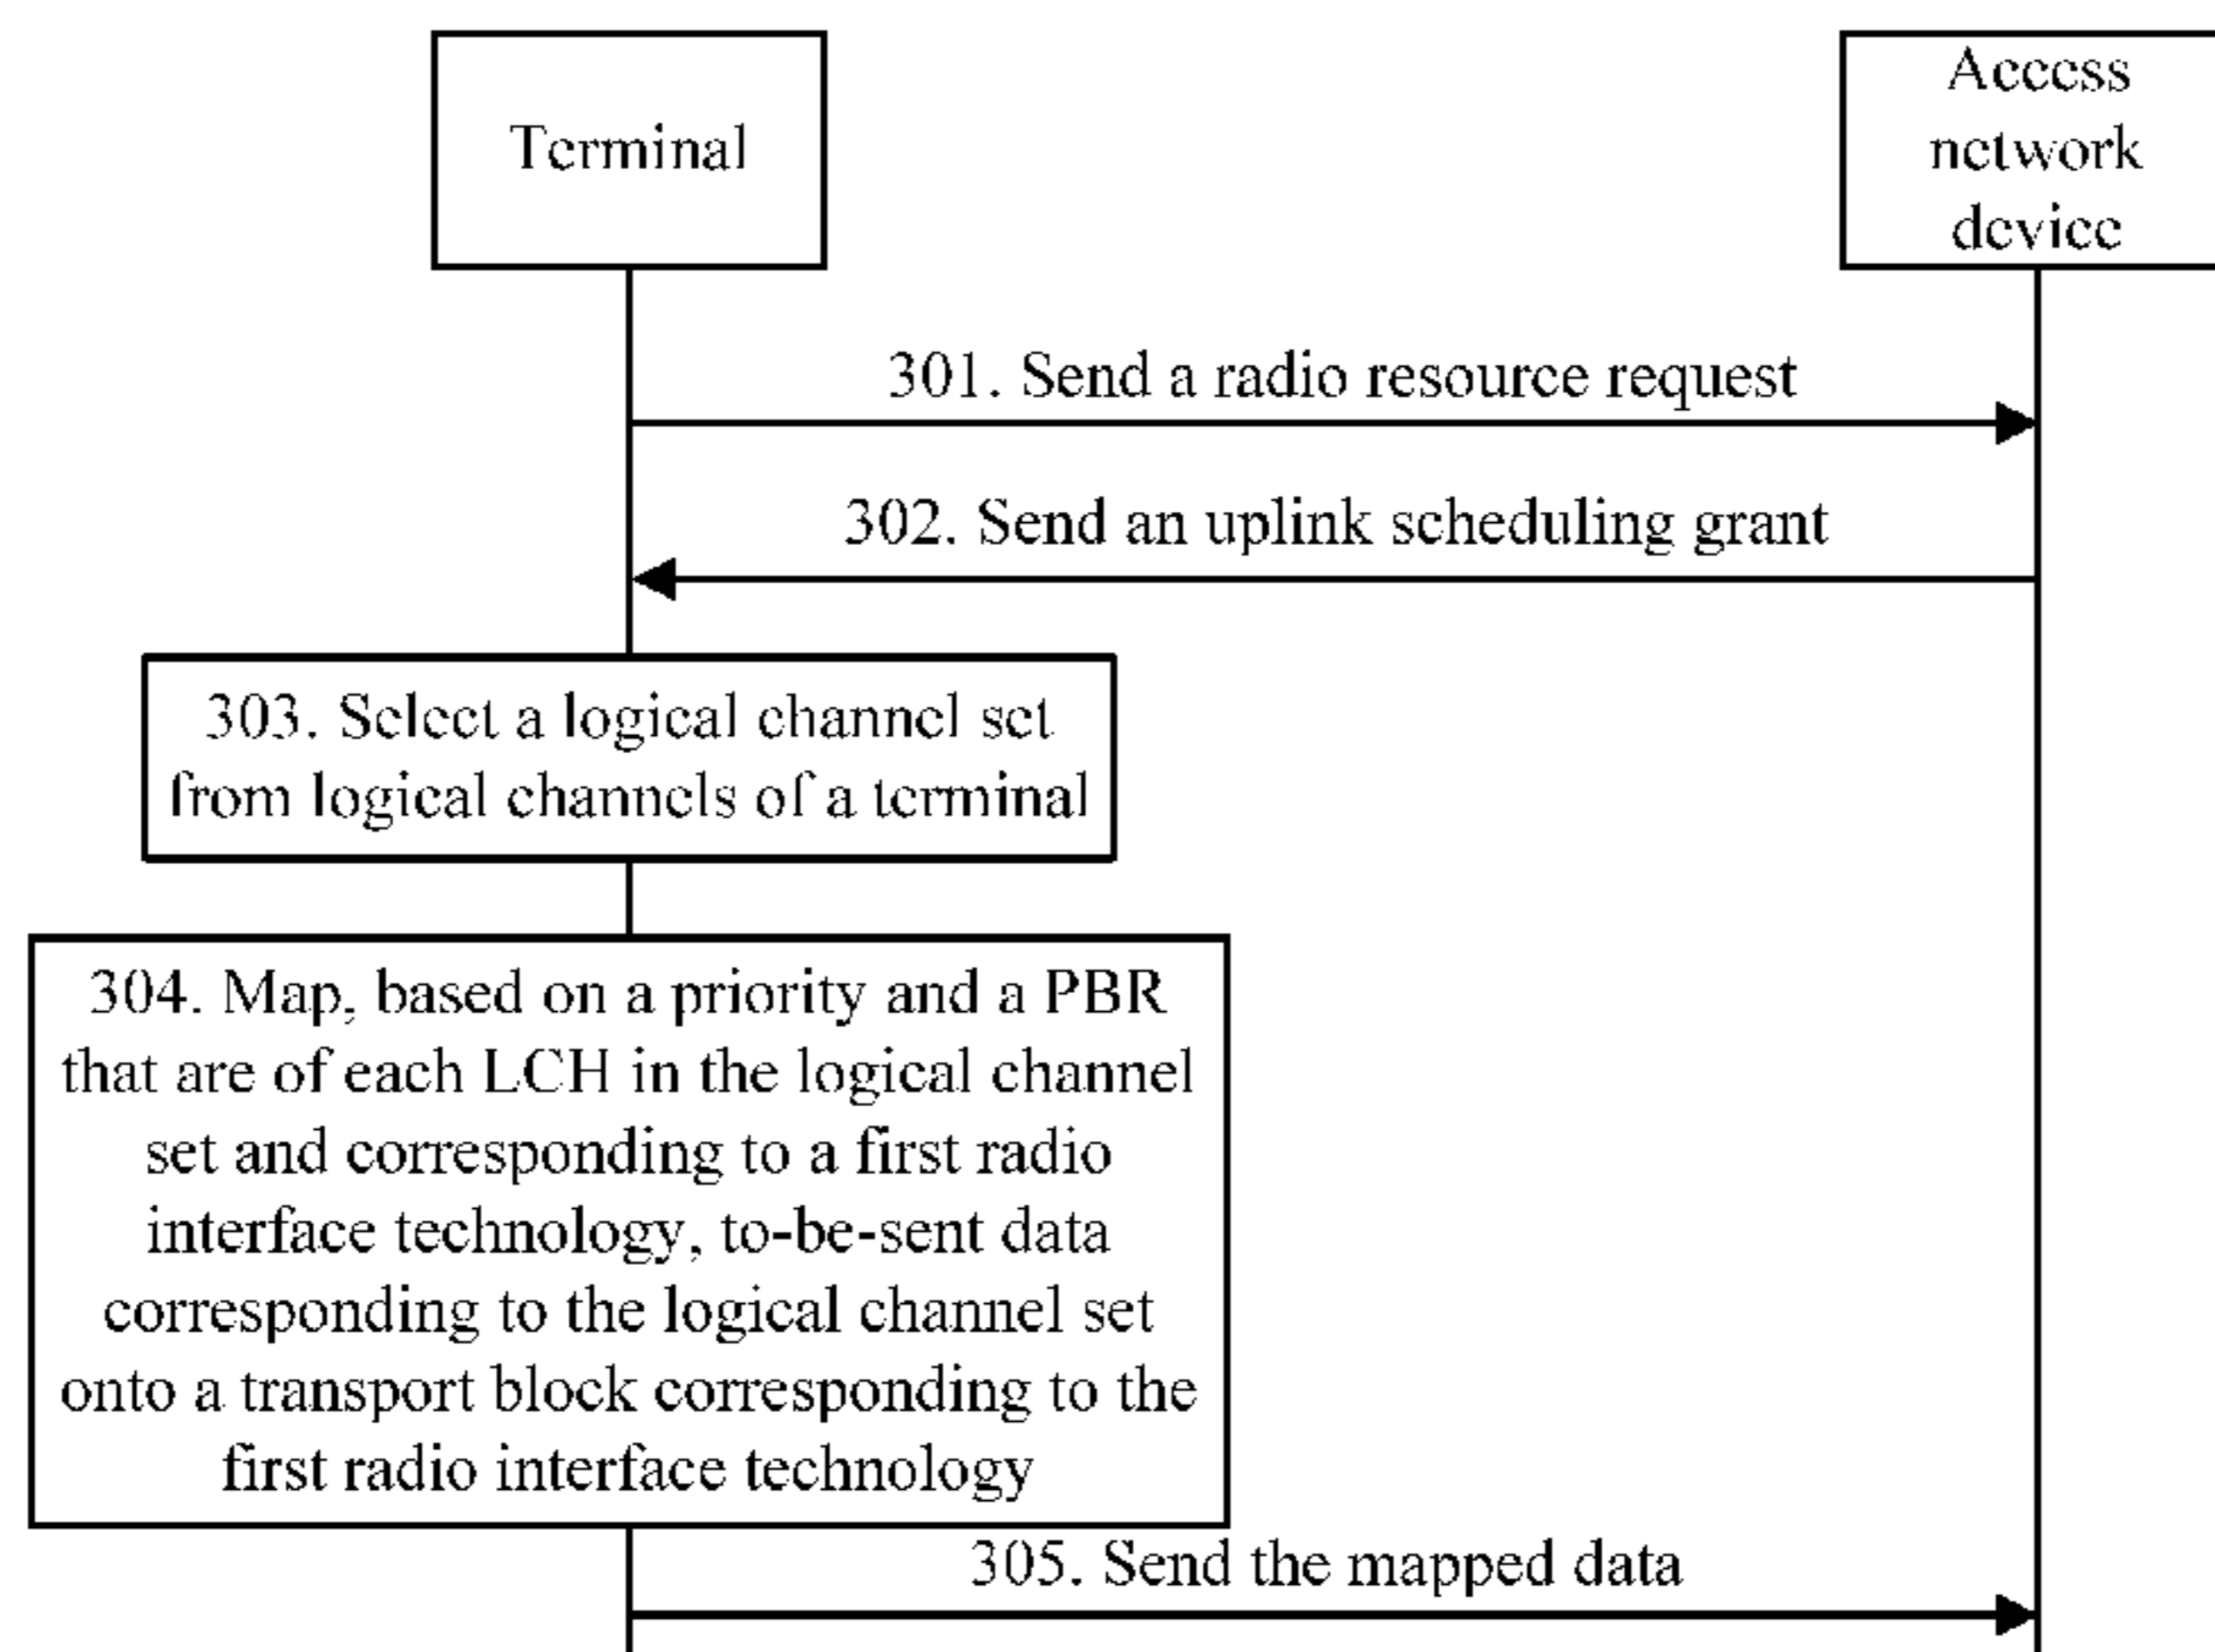 Terminal
Access
network
device
301. Send a radio resource request
302. Send an uplink scheduling grant
303. Select a logical channel set
from logical channels of a terminal
304. Map, based on a priority and a PBR
that are of each LCH in the logical channel
set and corresponding to a first radio
interface technology, to-be-sent data
corresponding to the logical channel set
onto a transport block corresponding to the
first radio interface technology
305. Send the mapped data